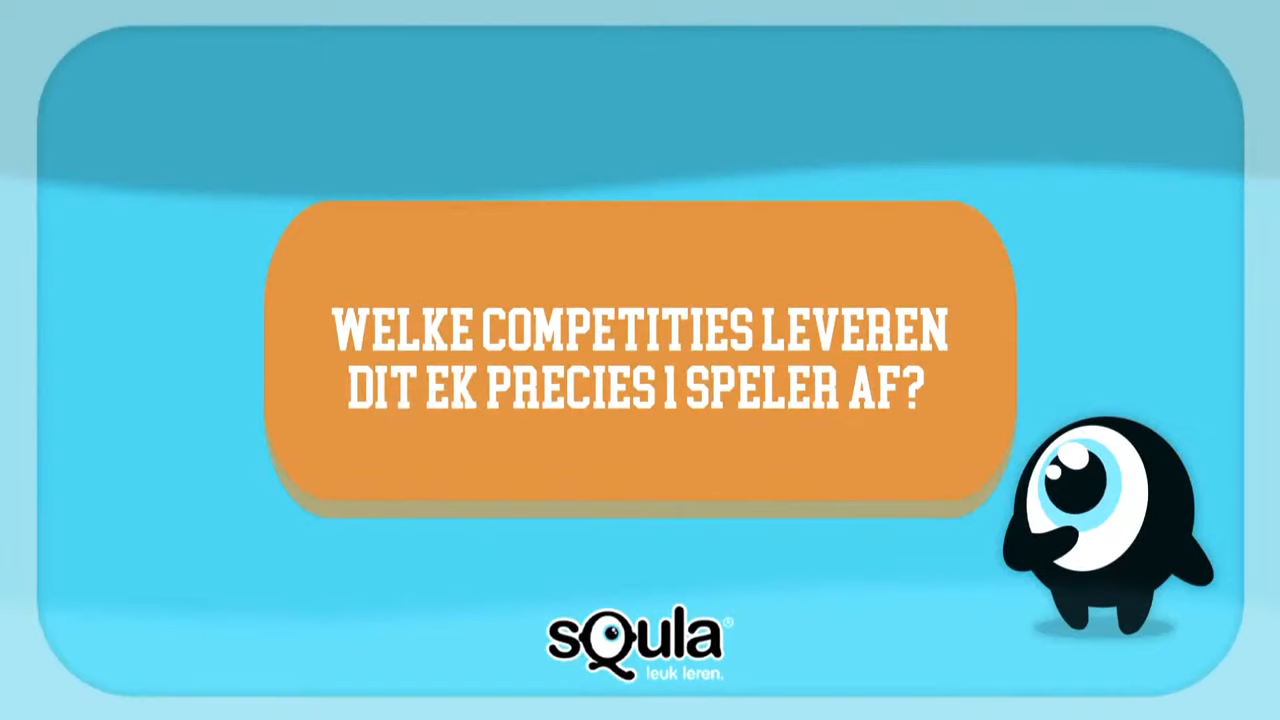 WELKE COMPETITIES LEVEREN
DIT EK PRECIES 1 SPELER AF?
sQula®
leuk leren.